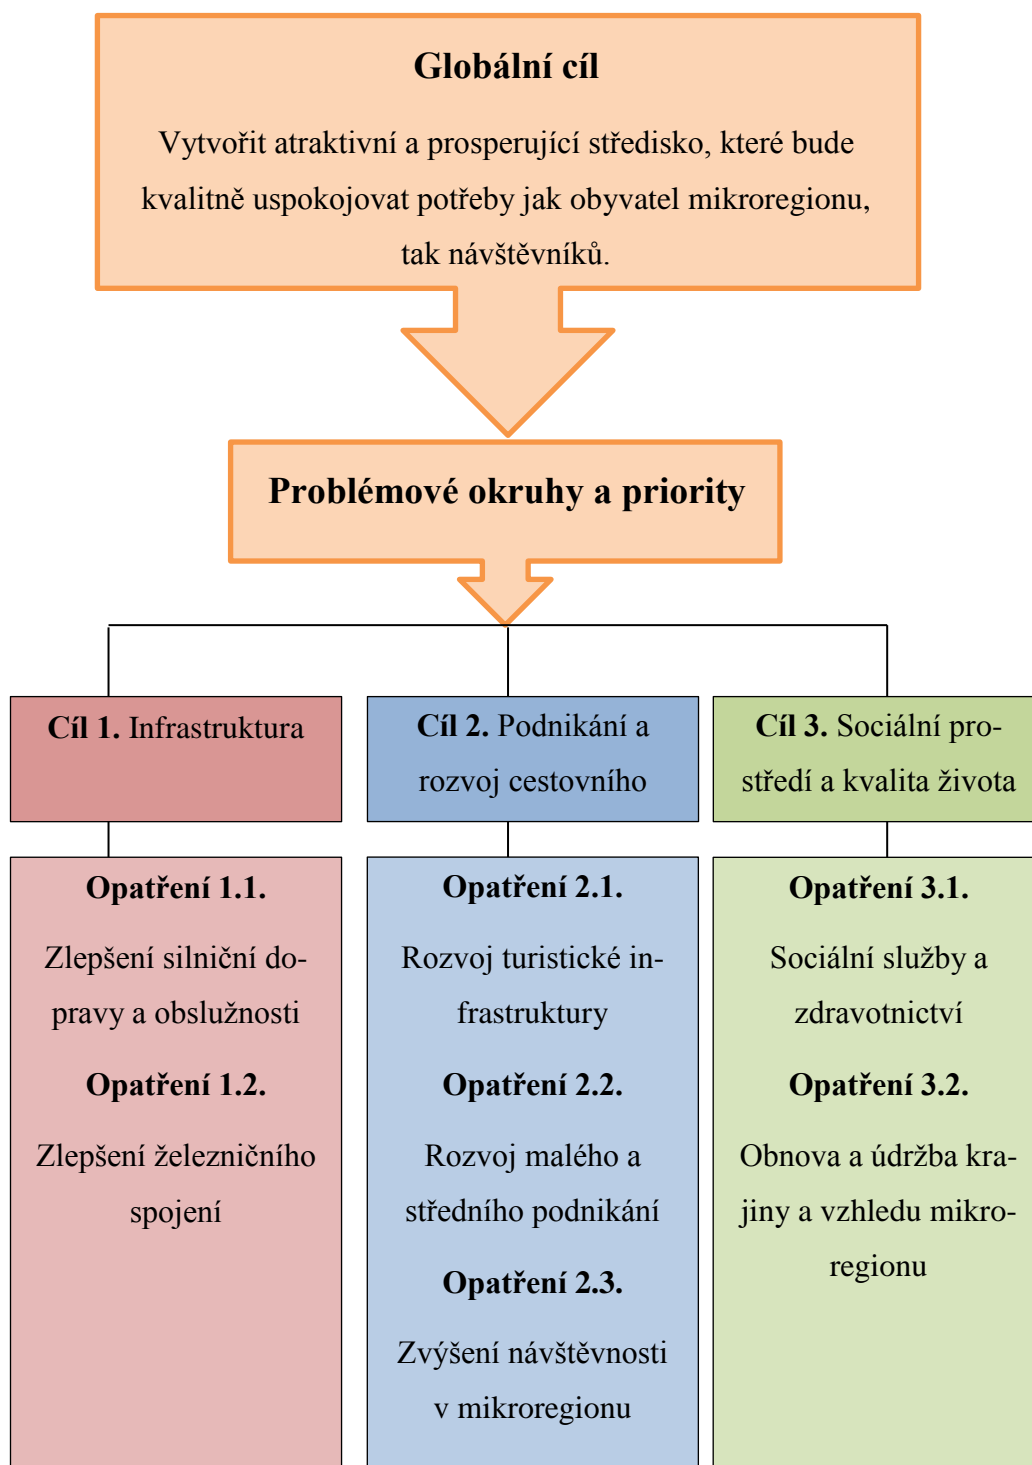 Globální cíl
Vytvořit atraktivní a prosperující středisko, které bude
kvalitně uspokojovat potřeby jak obyvatel mikroregionu,
tak návštěvníků.
Problémové okruhy a priority
Cíl 1. Infrastruktura
Cíl 2. Podnikání a
rozvoj cestovního
Cíl 3. Sociální pro-
středí a kvalita života
Opatření 1.1.
Zlepšení silniční do-
pravy a obslužnosti
Opatření 1.2.
Zlepšení železničního
spojení
Opatření 2.1.
Rozvoj turistické in-
frastruktury
Opatření 2.2.
Rozvoj malého a
středního podnikání
Opatření 2.3.
Zvýšení návštěvnosti
v mikroregionu
Opatření 3.1.
Sociální služby a
zdravotnictví
Opatření 3.2.
Obnova a údržba kra-
jiny a vzhledu mikro-
regionu